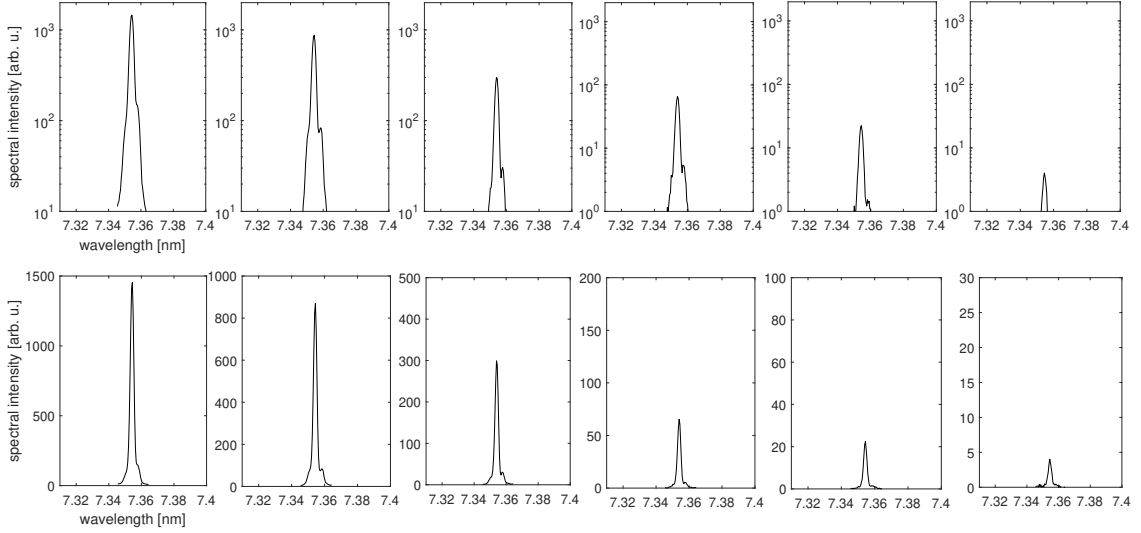 spectral intensity [arb. u.]
10³ 10³ 10³ 10³ 10³ 10³
10² 10² 10² 10² 10² 10²
10¹ 10¹ 10¹ 10¹ 10¹ 10¹
10⁰ 10⁰ 10⁰
7.32 7.34 7.36 7.38 7.4 7.32 7.34 7.36 7.38 7.4 7.32 7.34 7.36 7.38 7.4 7.32 7.34 7.36 7.38 7.4 7.32 7.34 7.36 7.38 7.4 7.32 7.34 7.36 7.38 7.4
wavelength [nm]
spectral intensity [arb. u.]
1500 1000 500 200 100 30
25
800 400 80
1000 150 20
600 300 60
100 15
400 200 40
500 10
50
200 100 20
5
0 0 0 0 0 0
7.32 7.34 7.36 7.38 7.4 7.32 7.34 7.36 7.38 7.4 7.32 7.34 7.36 7.38 7.4 7.32 7.34 7.36 7.38 7.4 7.32 7.34 7.36 7.38 7.4 7.32 7.34 7.36 7.38 7.4
wavelength [nm]